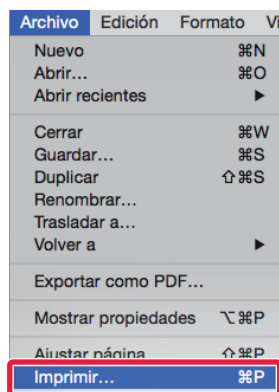 Archivo Edición Formato Vi
Nuevo ⌘N
Abrir... ⌘O
Abrir recientes ▶
Cerrar ⌘W
Guardar... ⌘S
Duplicar ⇧⌘S
Renombrar...
Trasladar a...
Volver a ▶
Exportar como PDF...
Mostrar propiedades ⌥⌘P
Ajustar página ⇧⌘P
Imprimir... ⌘P